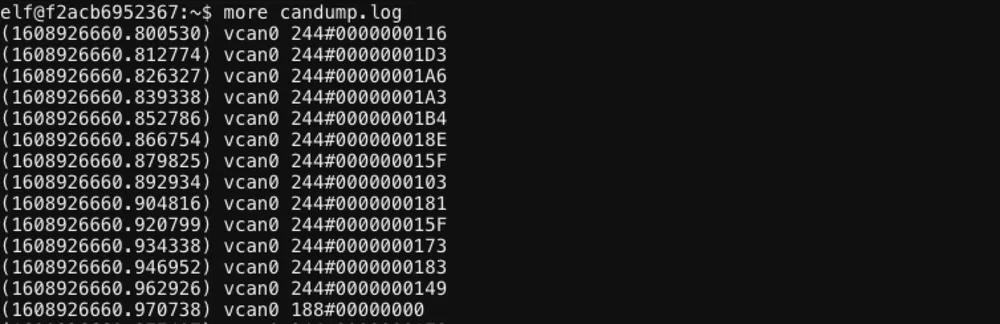 elf@f2acb6952367:~$ more candump.log
(1608926660.800530) vcan0 244#0000000116
(1608926660.812774) vcan0 244#00000001D3
(1608926660.826327) vcan0 244#00000001A6
(1608926660.839338) vcan0 244#00000001A3
(1608926660.852786) vcan0 244#00000001B4
(1608926660.866754) vcan0 244#000000018E
(1608926660.879825) vcan0 244#000000015F
(1608926660.892934) vcan0 244#0000000103
(1608926660.904816) vcan0 244#0000000181
(1608926660.920799) vcan0 244#000000015F
(1608926660.934338) vcan0 244#0000000173
(1608926660.946952) vcan0 244#0000000183
(1608926660.962926) vcan0 244#0000000149
(1608926660.970738) vcan0 188#00000000